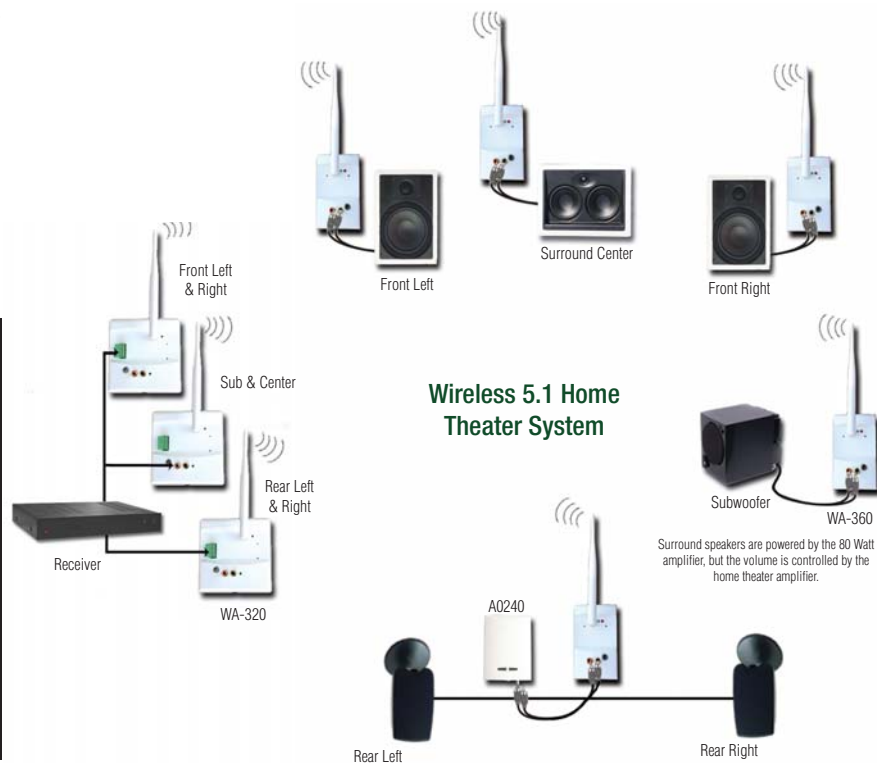 Front Left
Surround Center
Front Right
Front Left
& Right
Sub & Center
Rear Left
& Right
Receiver
WA-320
Wireless 5.1 Home
Theater System
Subwoofer
WA-360
Surround speakers are powered by the 80 Watt
amplifier, but the volume is controlled by the
home theater amplifier.
A0240
Rear Left
Rear Right